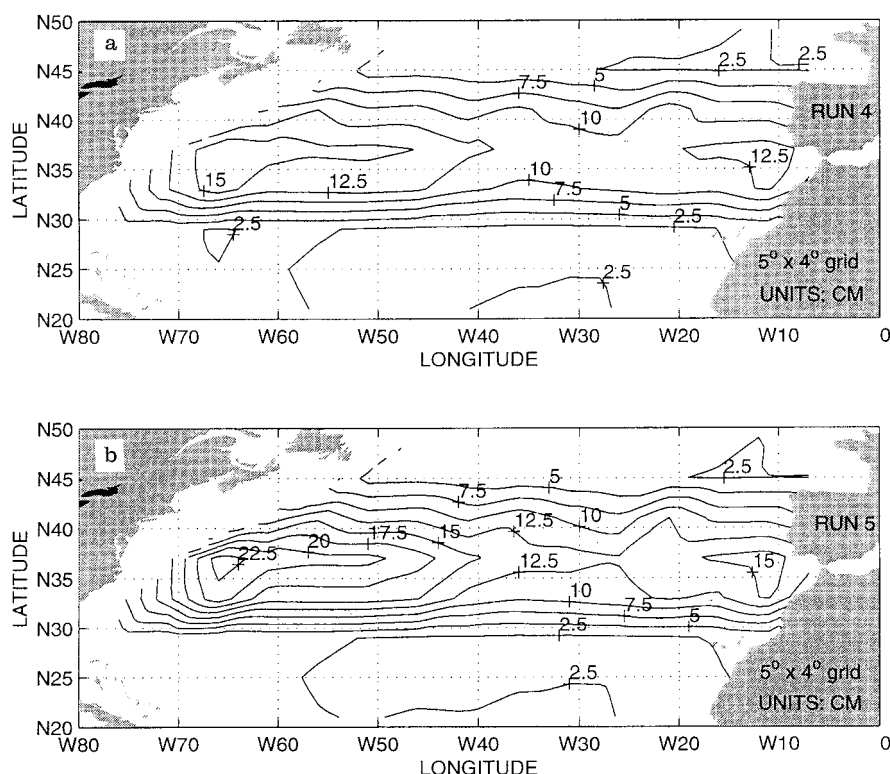 a
N50
N45
N40
N35
N30
N25
N20
LATITUDE
2.5
2.5
7.5
5
10
RUN 4
12.5
15
12.5
10
7.5
5
2.5
2.5
2.5
5° x 4° grid
UNITS: CM
W80 W70 W60 W50 W40 W30 W20 W10 0
LONGITUDE
b
N50
N45
N40
N35
N30
N25
N20
LATITUDE
5
2.5
7.5
12.5
10
RUN 5
17.5
15
20
22.5
12.5
15
10
7.5
5
2.5
2.5
5° x 4° grid
UNITS: CM
W80 W70 W60 W50 W40 W30 W20 W10 0
LONGITUDE